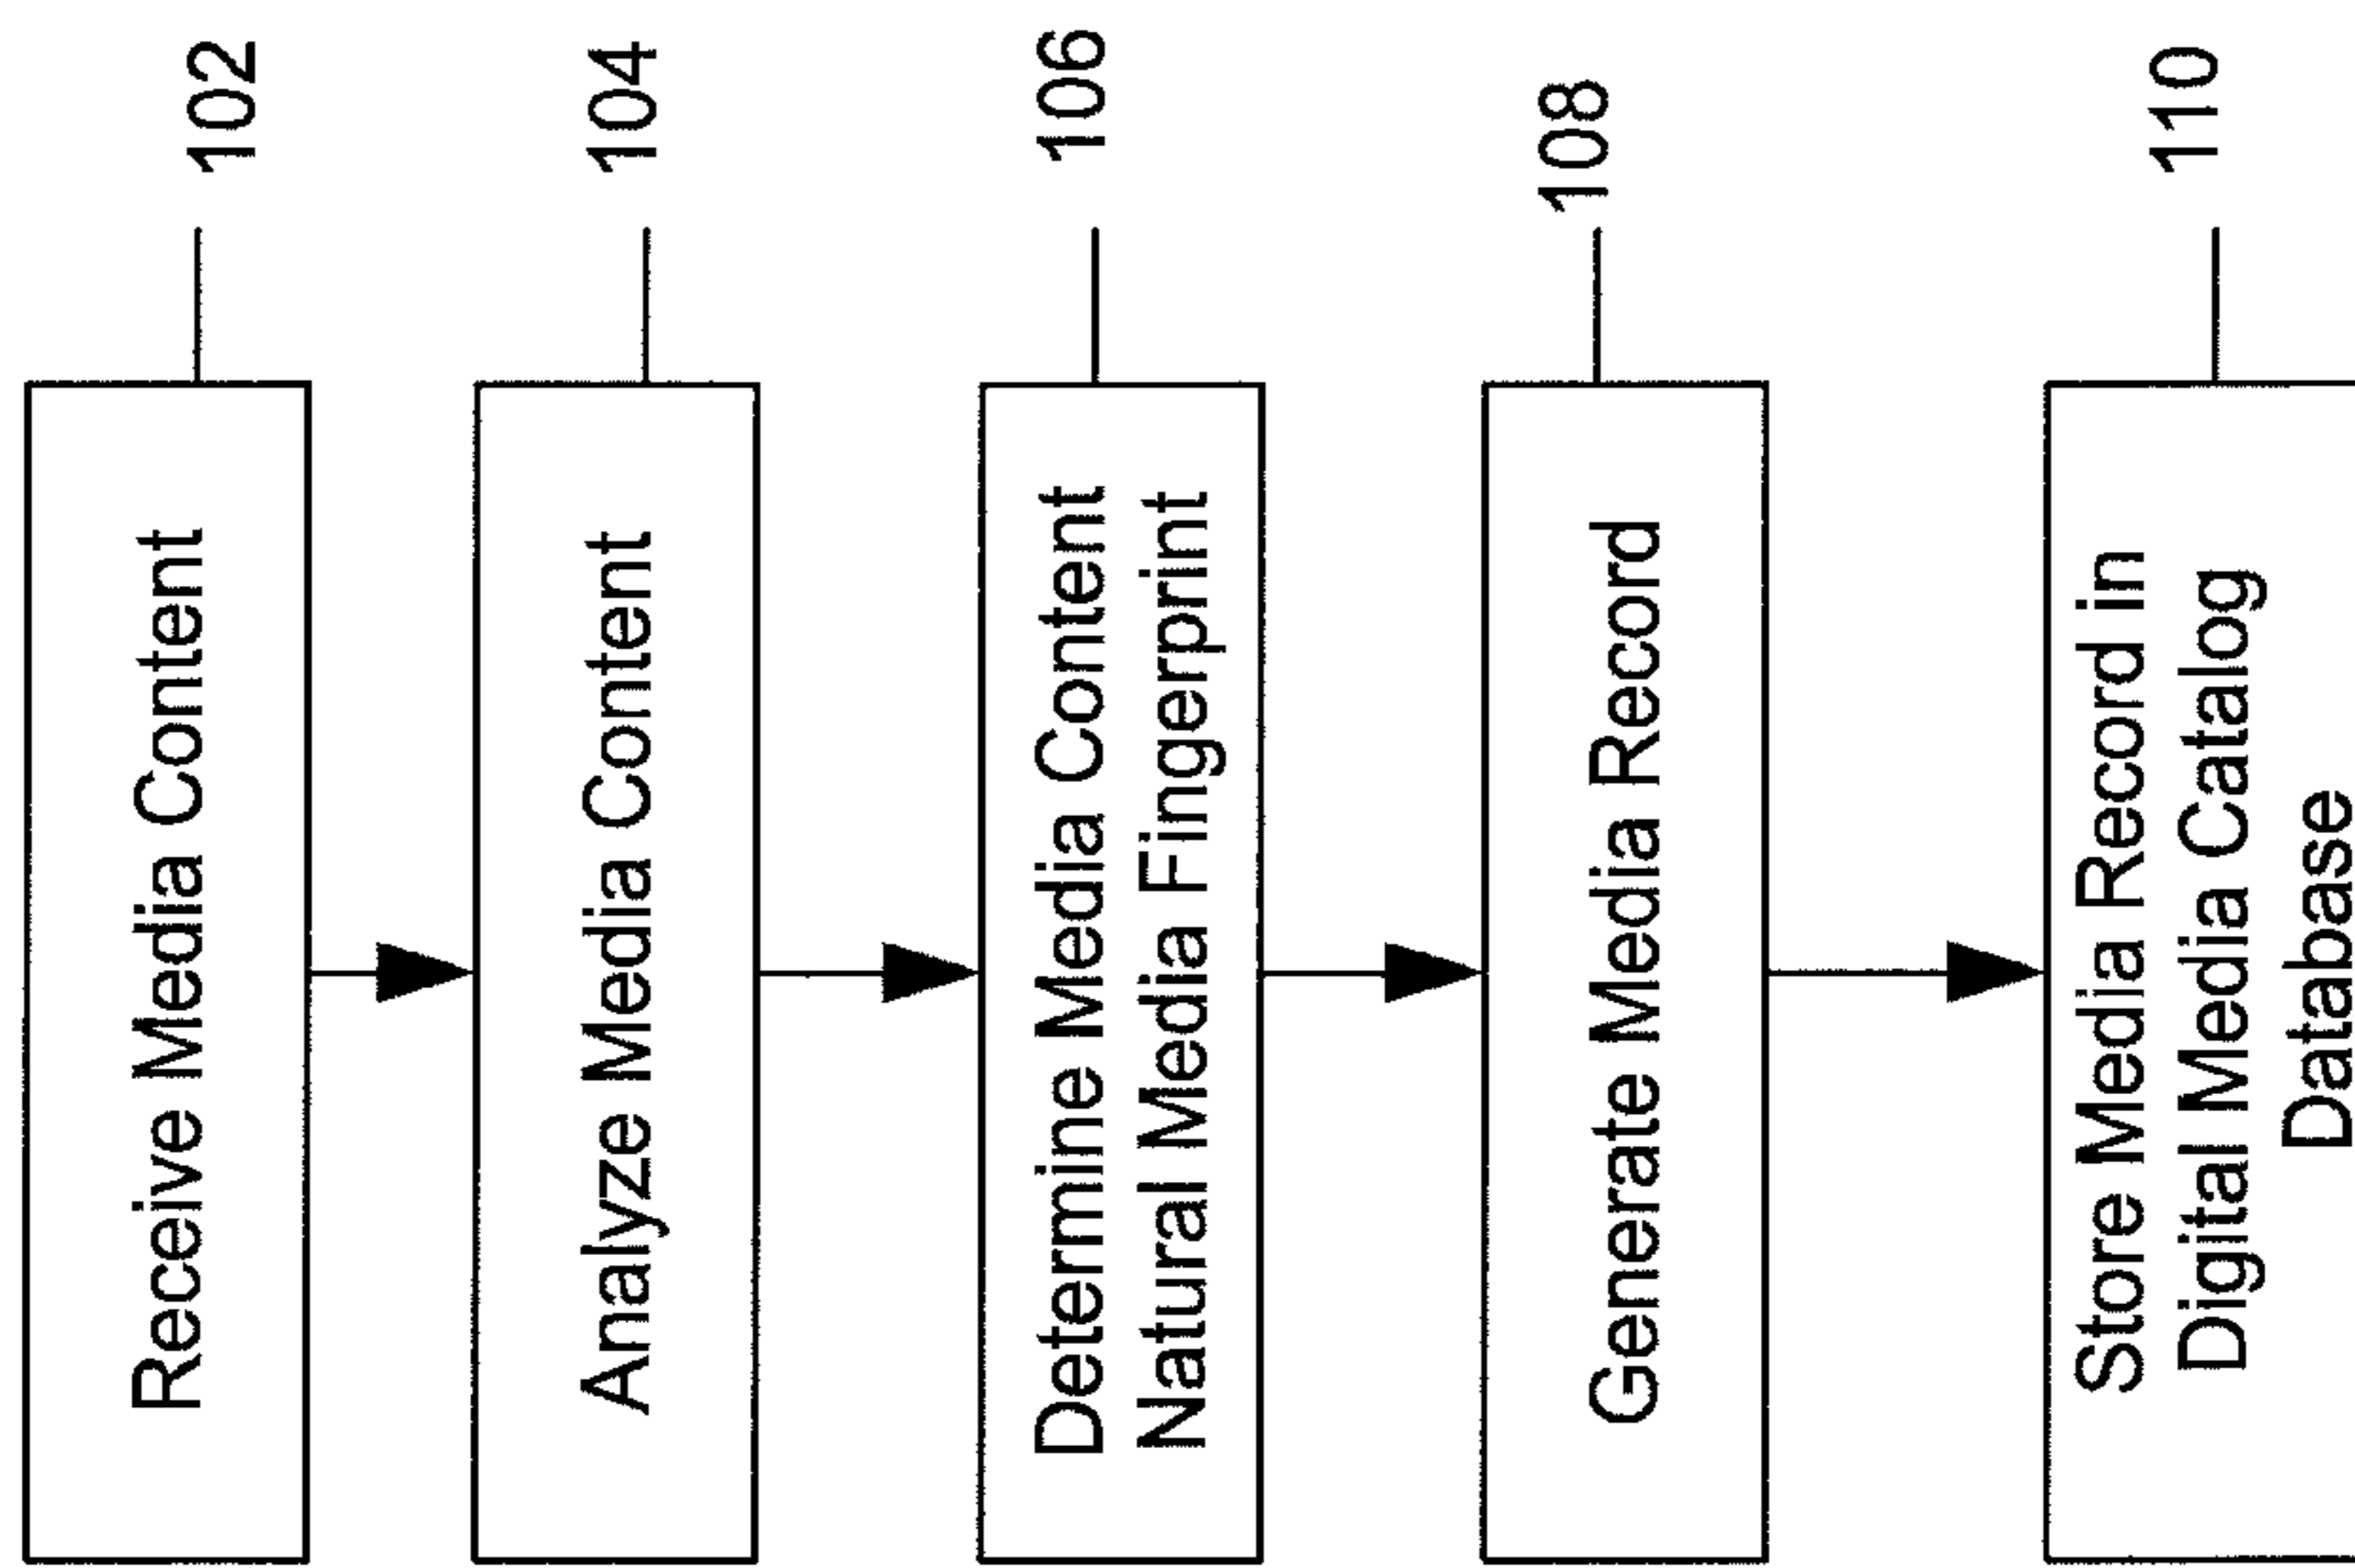 Receive Media Content
102
Analyze Media Content
104
Determine Media Content
Natural Media Fingerprint
106
Generate Media Record
108
Store Media Record in
Digital Media Catalog
Database
110